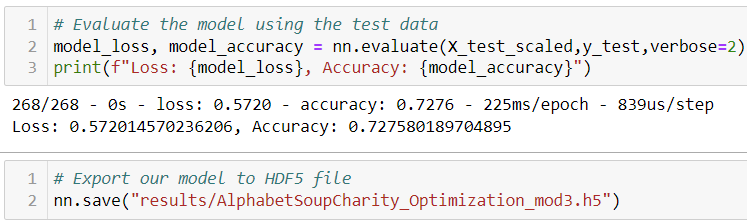 1 # Evaluate the model using the test data
2 model_loss, model_accuracy = nn.evaluate(X_test_scaled,y_test,verbose=2)
3 print(f"Loss: {model_loss}, Accuracy: {model_accuracy}")
268/268 - 0s - loss: 0.5720 - accuracy: 0.7276 - 225ms/epoch - 839us/step
Loss: 0.572014570236206, Accuracy: 0.727580189704895
1 # Export our model to HDF5 file
2 nn.save("results/AlphabetSoupCharity_Optimization_mod3.h5")